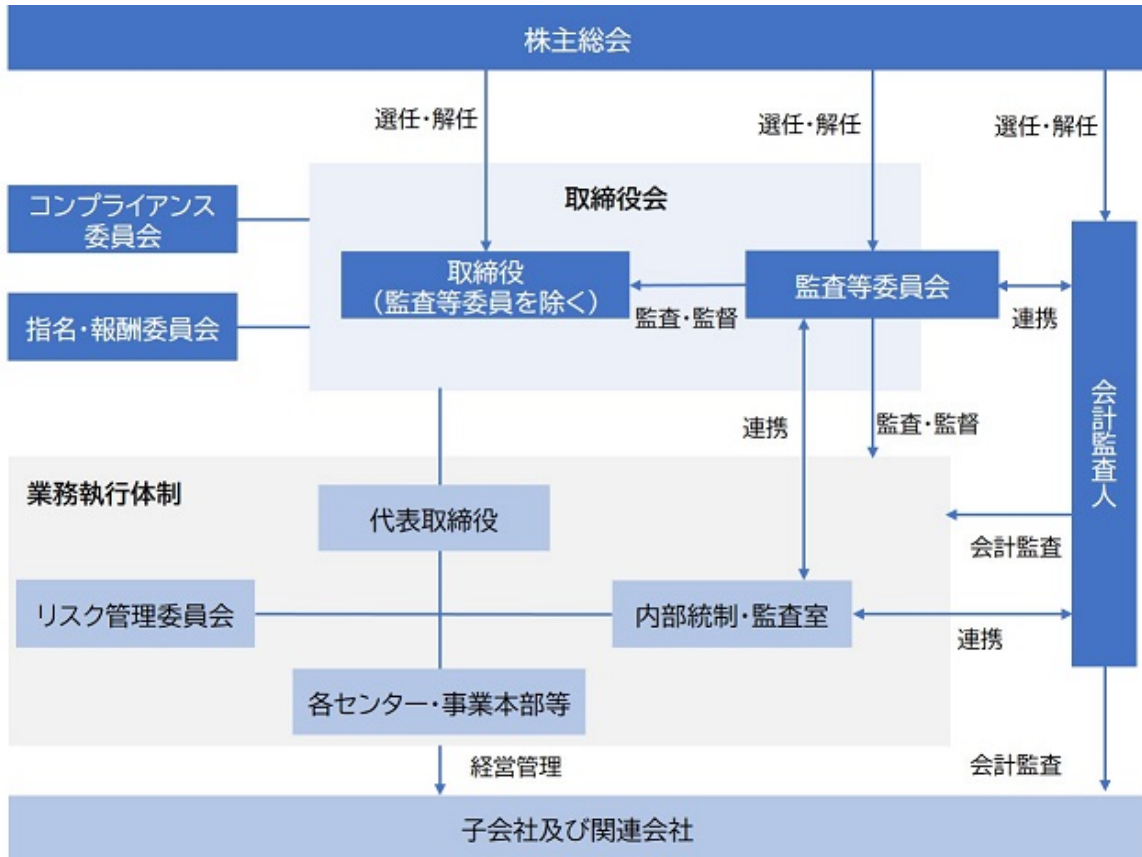 株主総会
選任・解任
選任・解任
選任・解任
取締役会
コンプライアンス
委員会
取締役
（監査等委員を除く）
監査等委員会
監査・監督
連携
指名・報酬委員会
会計監査人
連携
監査・監督
業務執行体制
代表取締役
会計監査
リスク管理委員会
内部統制・監査室
連携
各センター・事業本部等
経営管理
会計監査
子会社及び関連会社